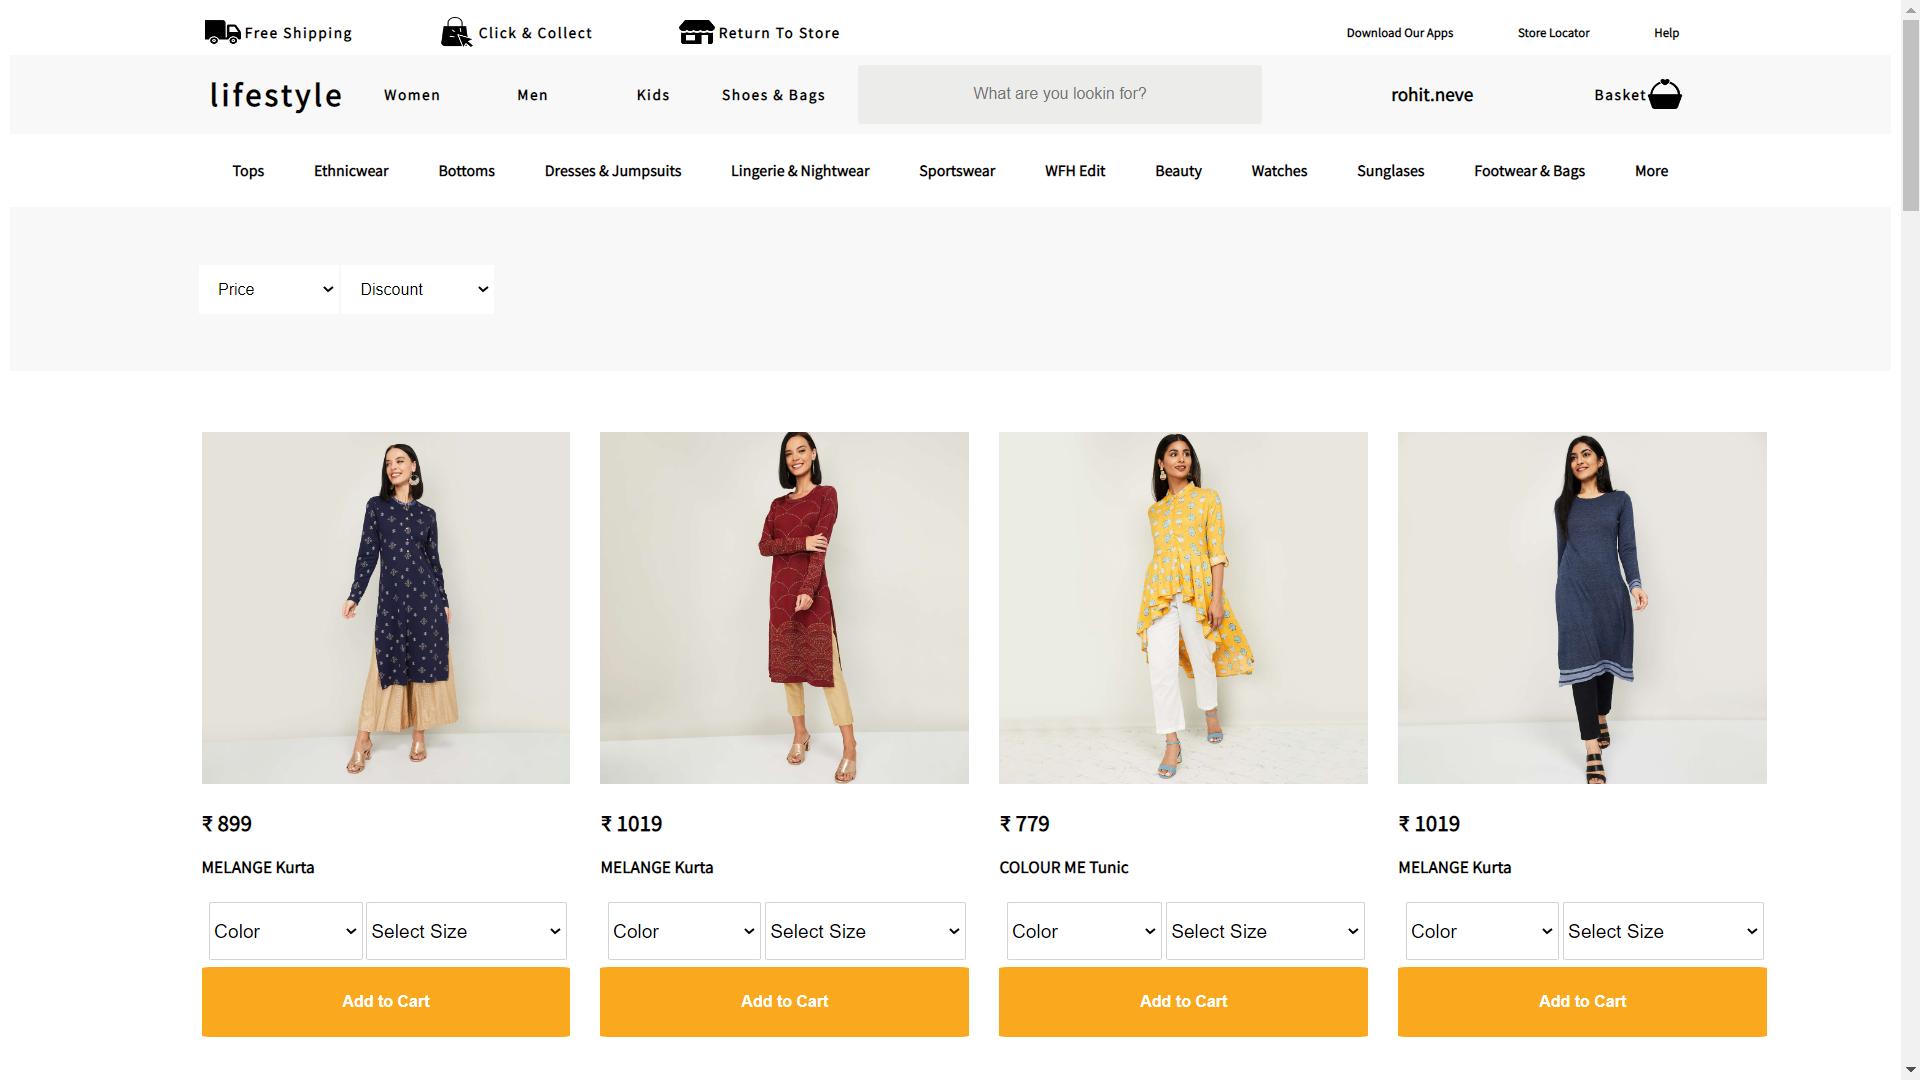 Free Shipping Click & Collect Return To Store Download Our Apps Store Locator Help
lifestyle Women Men Kids Shoes & Bags What are you lookin for? rohit.neve Basket
Tops Ethnicwear Bottoms Dresses & Jumpsuits Lingerie & Nightwear Sportswear WFH Edit Beauty Watches Sunglases Footwear & Bags More
Price Discount
₹ 899 ₹ 1019 ₹ 779 ₹ 1019
MELANGE Kurta MELANGE Kurta COLOUR ME Tunic MELANGE Kurta
Color Select Size Color Select Size Color Select Size Color Select Size
Add to Cart Add to Cart Add to Cart Add to Cart